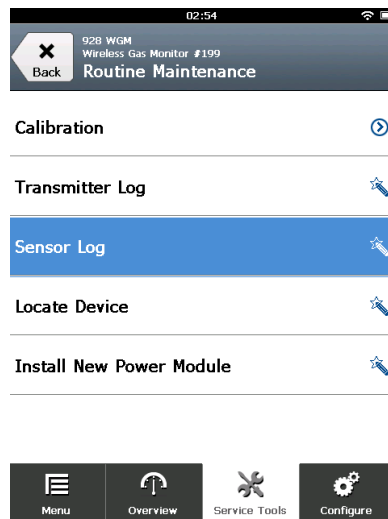 02:54
928 WGM
Wireless Gas Monitor #199
Back
Routine Maintenance
Calibration
Transmitter Log
Sensor Log
Locate Device
Install New Power Module
Menu
Overview
Service Tools
Configure